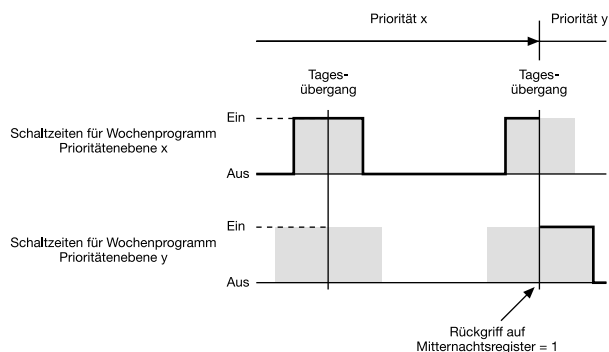 Priorität x
Priorität y
Tages-
übergang
Tages-
übergang
Ein
Schaltzeiten für Wochenprogramm
Prioritätenebene x
Aus
Ein
Schaltzeiten für Wochenprogramm
Prioritätenebene y
Aus
Rückgriff auf
Mitternachtsregister = 1